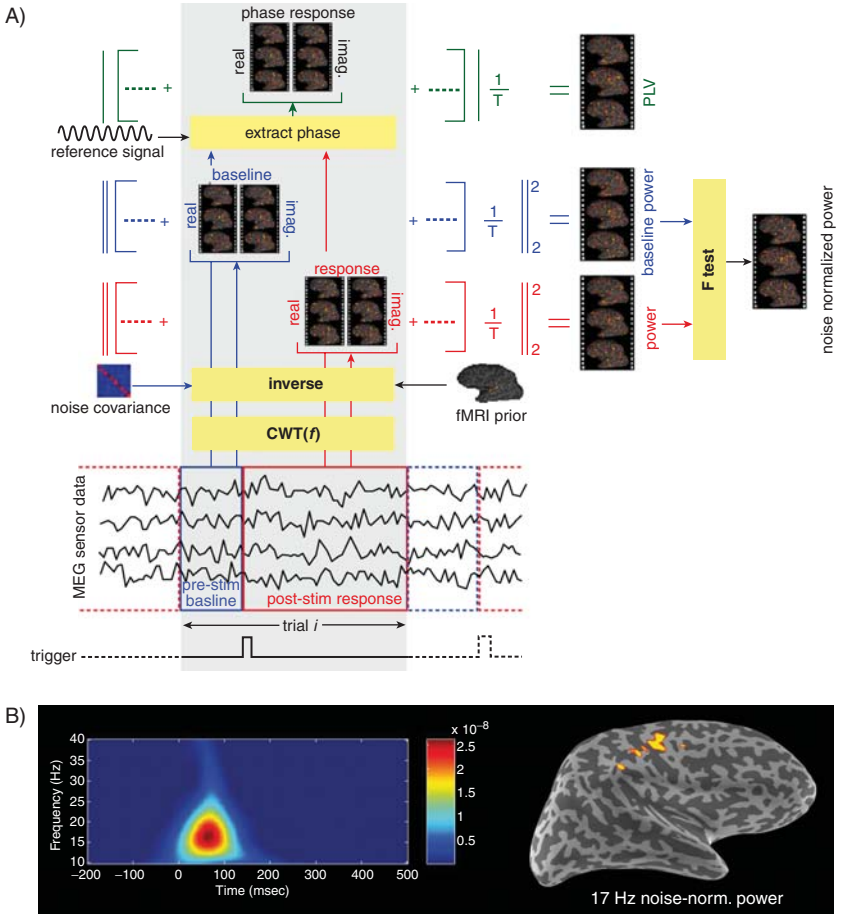 A)
phase response
real
imag.
+
+
1
T
=
PLV
extract phase
reference signal
baseline
real
imag.
+
+
1
T
2
2
=
baseline power
response
real
imag.
+
+
1
T
2
2
=
power
F test
noise normalized power
noise covariance
inverse
fMRI prior
CWT(f)
MEG sensor data
pre-stim
basline
post-stim response
trial i
trigger
B)
x 10⁻⁸
40
35
30
25
20
15
10
Frequency (Hz)
–200 –100 0 100 200 300 400 500
Time (msec)
2.5
2
1.5
1
0.5
17 Hz noise-norm. power